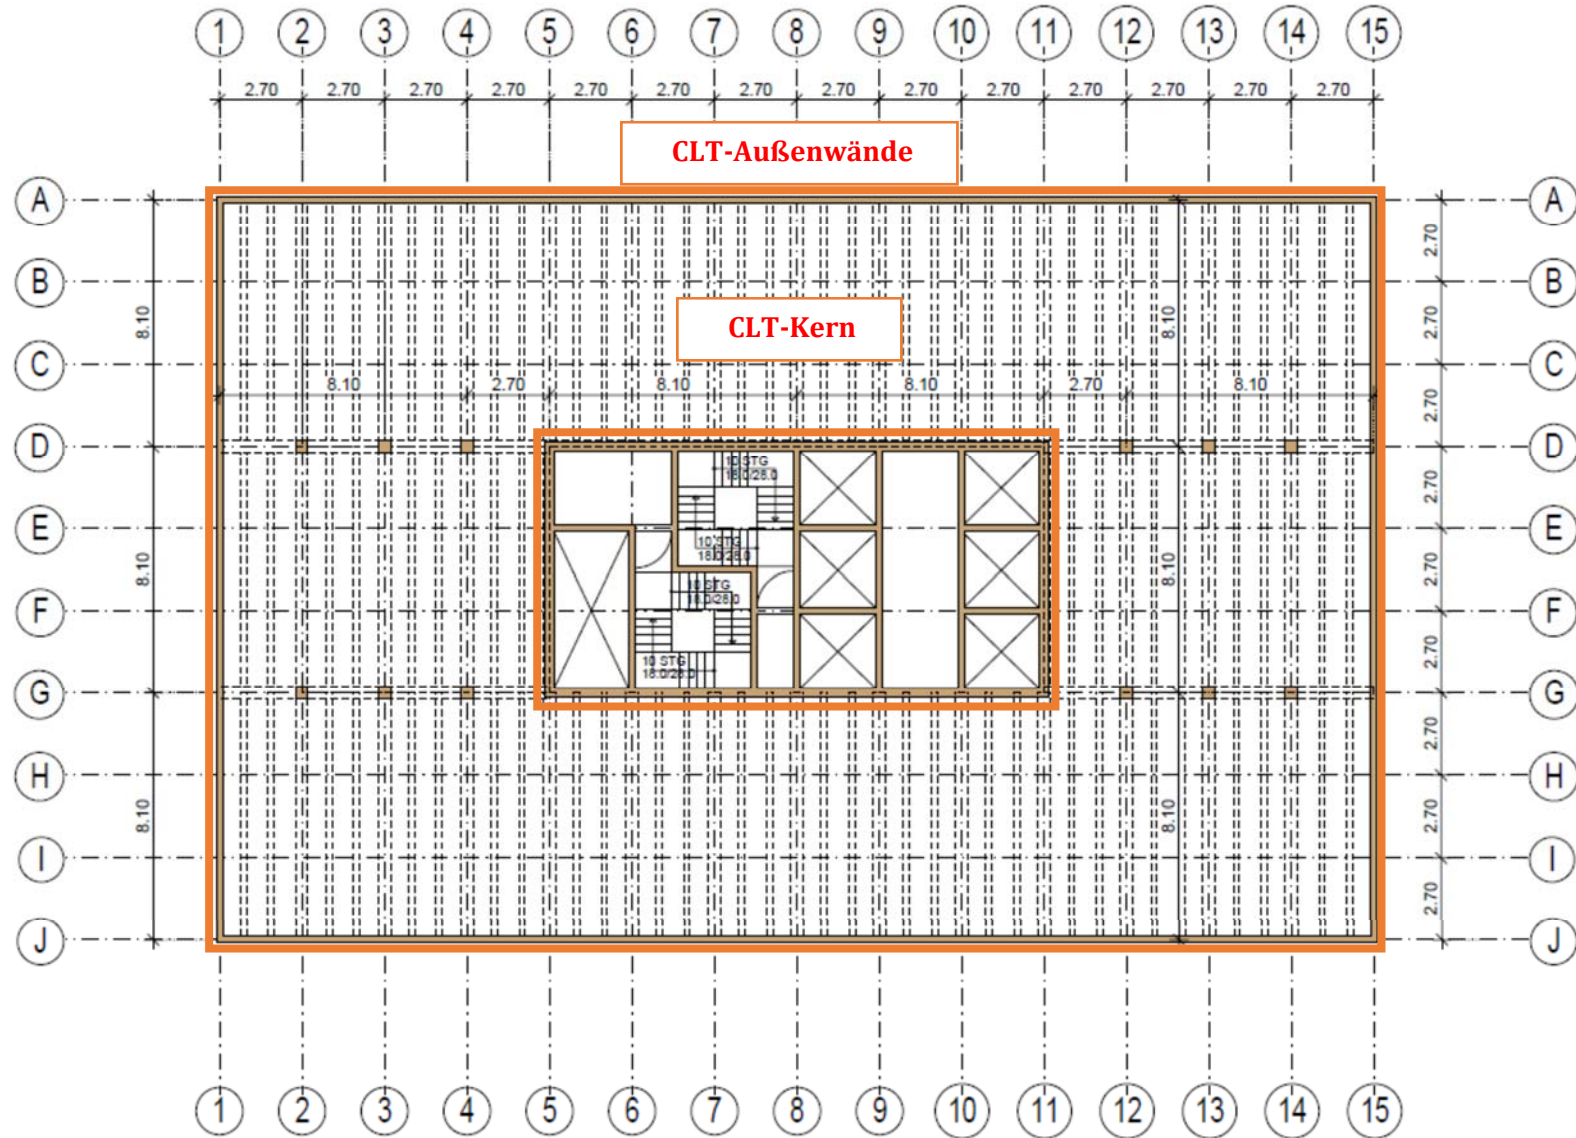 1 2 3 4 5 6 7 8 9 10 11 12 13 14 15
2.70 2.70 2.70 2.70 2.70 2.70 2.70 2.70 2.70 2.70 2.70 2.70 2.70 2.70
CLT-Außenwände
A A
2.70
B B
8.10 CLT-Kern 8.10 2.70
C C
8.10 2.70 8.10 8.10 2.70 8.10
2.70
D D
10 STG
18.0/28.0
2.70
E E
10 STG
18.0/28.0
8.10 8.10 2.70
10 STG
18.0/28.0
F F
10 STG
18.0/28.0
2.70
G G
2.70
H H
8.10 8.10 2.70
I I
2.70
J J
1 2 3 4 5 6 7 8 9 10 11 12 13 14 15